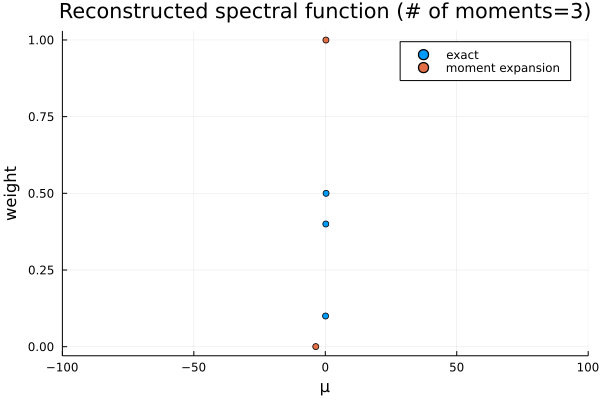 Reconstructed spectral function (# of moments=3)
1.00
0.75
0.50
0.25
0.00
weight
exact
moment expansion
−100
−50
0
50
100
μ